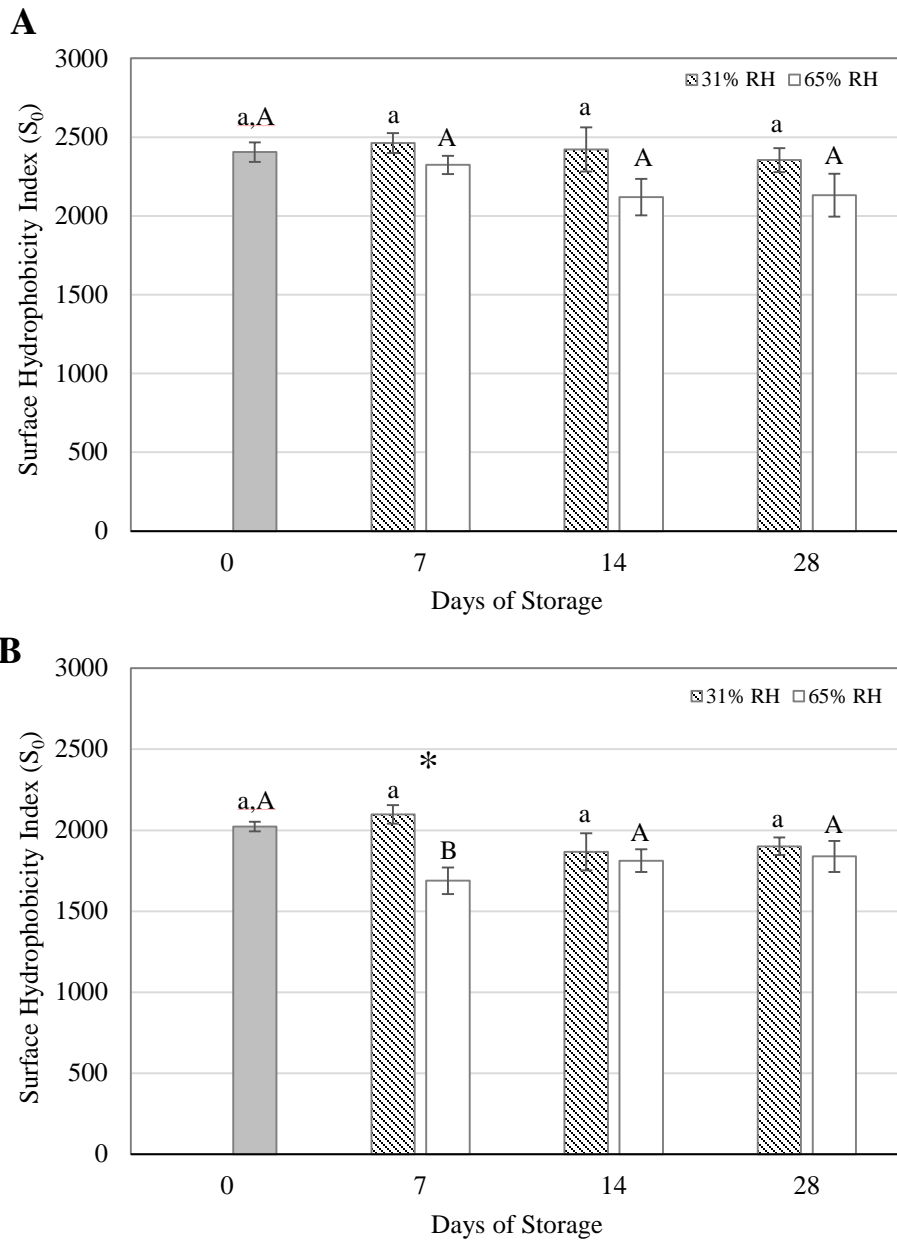 A
3000
31% RH 65% RH
a,A a A a A a A
2500
2000
1500
1000
500
0
Surface Hydrophobicity Index (S₀)
0 7 14 28
Days of Storage
B
3000
31% RH 65% RH
*
2500
a,A a B a A a A
2000
1500
1000
500
0
Surface Hydrophobicity Index (S₀)
0 7 14 28
Days of Storage